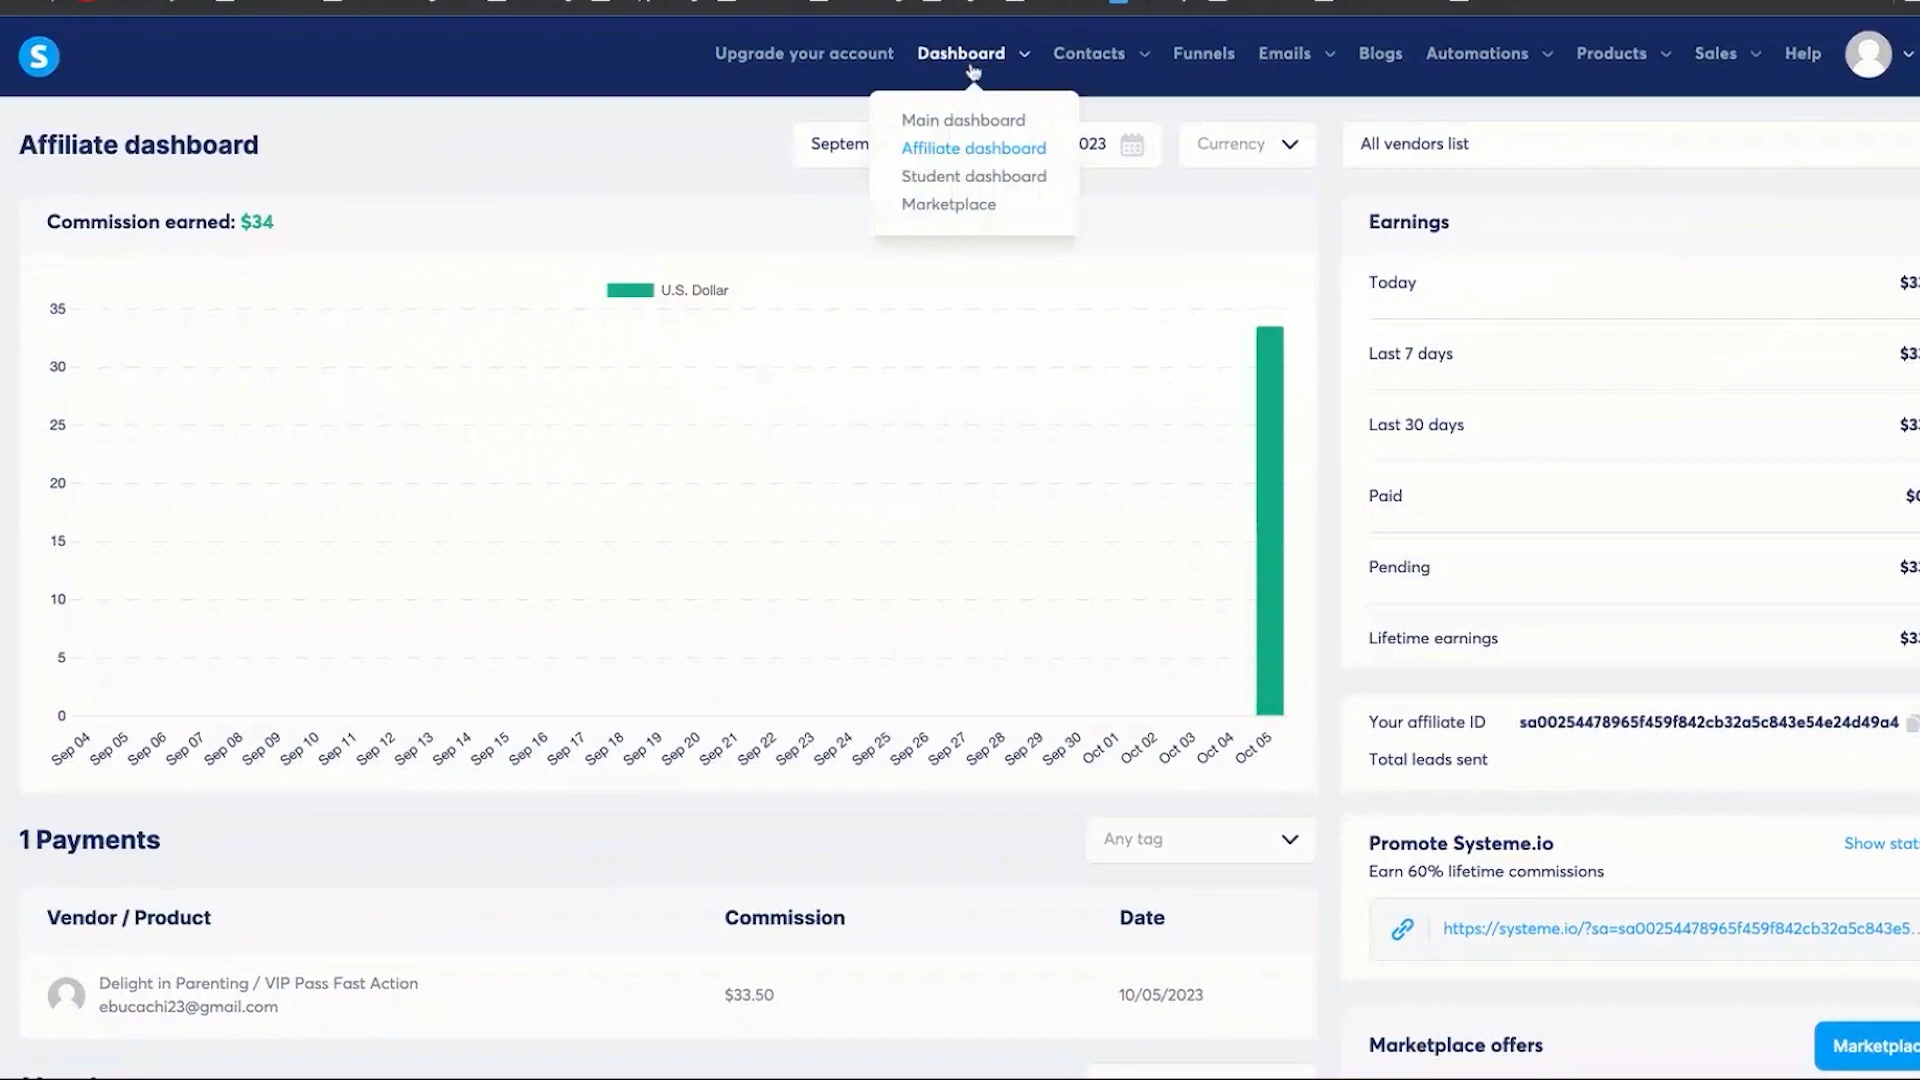 S
Upgrade your account Dashboard Contacts Funnels Emails Blogs Automations Products Sales Help
Main dashboard
Affiliate dashboard
Student dashboard
Marketplace
Affiliate dashboard
Septem 023 Currency All vendors list
Commission earned: $34
U.S. Dollar
35
30
25
20
15
10
5
0
Sep 04 Sep 05 Sep 06 Sep 07 Sep 08 Sep 09 Sep 10 Sep 11 Sep 12 Sep 13 Sep 14 Sep 15 Sep 16 Sep 17 Sep 18 Sep 19 Sep 20 Sep 21 Sep 22 Sep 23 Sep 24 Sep 25 Sep 26 Sep 27 Sep 28 Sep 29 Sep 30 Oct 01 Oct 02 Oct 03 Oct 04 Oct 05
Earnings
Today $3
Last 7 days $3
Last 30 days $3
Paid $
Pending $3
Lifetime earnings $3
Your affiliate ID sa00254478965f459f842cb32a5c843e54e24d49a4
Total leads sent
1 Payments
Any tag
Vendor / Product Commission Date
Delight in Parenting / VIP Pass Fast Action
ebucachi23@gmail.com
$33.50 10/05/2023
Promote Systeme.io Show stat
Earn 60% lifetime commissions
https://systeme.io/?sa=sa00254478965f459f842cb32a5c843e5...
Marketplace offers Marketplac